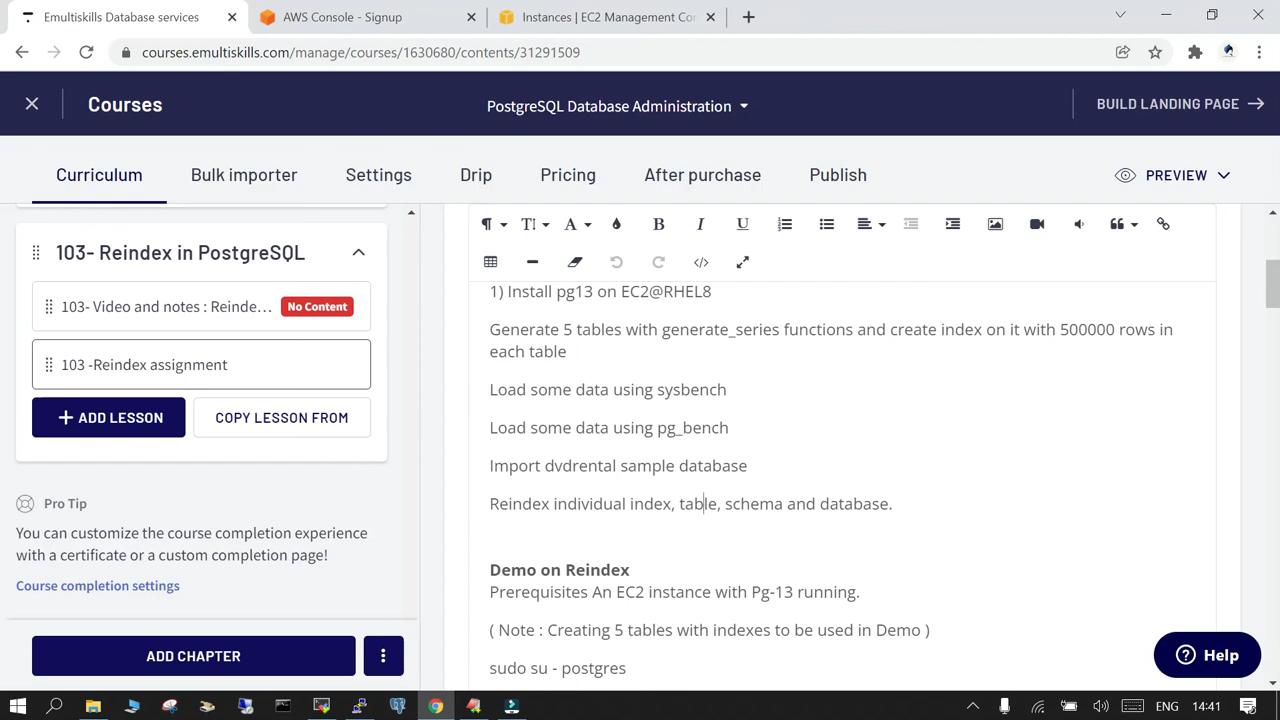 Emultiskills Database services
AWS Console - Signup
Instances | EC2 Management Co
courses.emultiskills.com/manage/courses/1630680/contents/31291509
Courses
PostgreSQL Database Administration
BUILD LANDING PAGE
Curriculum
Bulk importer
Settings
Drip
Pricing
After purchase
Publish
PREVIEW
103- Reindex in PostgreSQL
103- Video and notes : Reinde...
No Content
103 -Reindex assignment
ADD LESSON
COPY LESSON FROM
Pro Tip
You can customize the course completion experience
with a certificate or a custom completion page!
Course completion settings
ADD CHAPTER
1) Install pg13 on EC2@RHEL8
Generate 5 tables with generate_series functions and create index on it with 500000 rows in
each table
Load some data using sysbench
Load some data using pg_bench
Import dvdrental sample database
Reindex individual index, table, schema and database.
Demo on Reindex
Prerequisites An EC2 instance with Pg-13 running.
( Note : Creating 5 tables with indexes to be used in Demo )
sudo su - postgres
Help
ENG
14:41